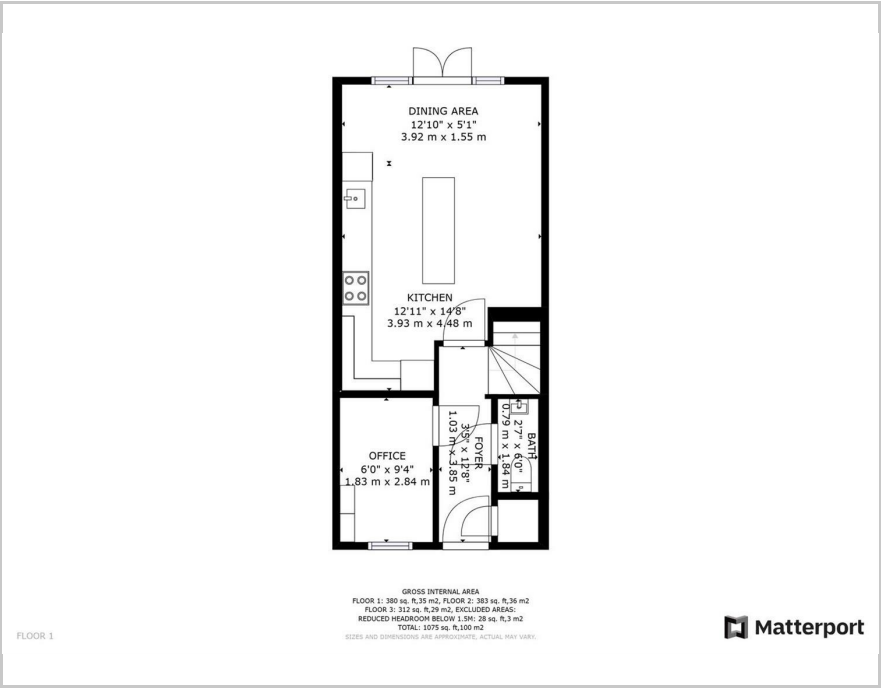 DINING AREA
12'10" x 5'1"
3.92 m x 1.55 m
KITCHEN
12'11" x 14'8"
3.93 m x 4.48 m
OFFICE
6'0" x 9'4"
1.83 m x 2.84 m
FOYER
3'5" x 12'8"
1.03 m x 3.85 m
BATH
2'7" x 6'0"
0.79 m x 1.84 m
GROSS INTERNAL AREA
FLOOR 1: 380 sq. ft,35 m2, FLOOR 2: 383 sq. ft,36 m2
FLOOR 3: 312 sq. ft,29 m2, EXCLUDED AREAS:
REDUCED HEADROOM BELOW 1.5M: 28 sq. ft,3 m2
TOTAL: 1075 sq. ft,100 m2
SIZES AND DIMENSIONS ARE APPROXIMATE, ACTUAL MAY VARY.
FLOOR 1
Matterport